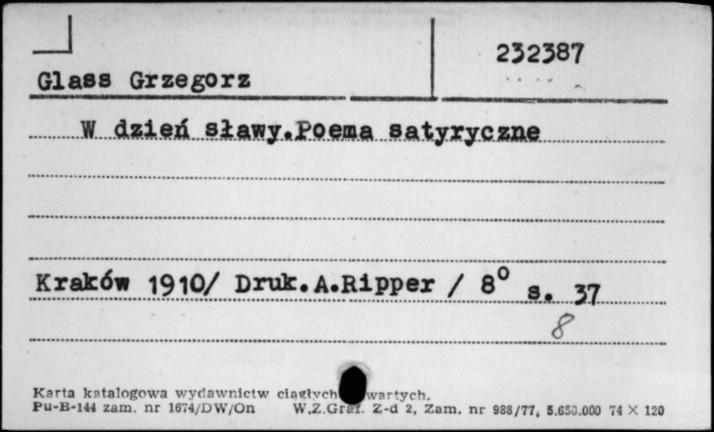 232387
Glass Grzegorz
W dzień sławy.Poema satyryczne
Kraków 1910/ Druk.A.Ripper / 8° s. 37
8
Karta katalogowa wydawnictw ciągłych wartych.
Pu-B-144 zam. nr 1674/DW/On W.Z.Graf. Z-d 2, Zam. nr 988/77, 5.650.000 74 X 120